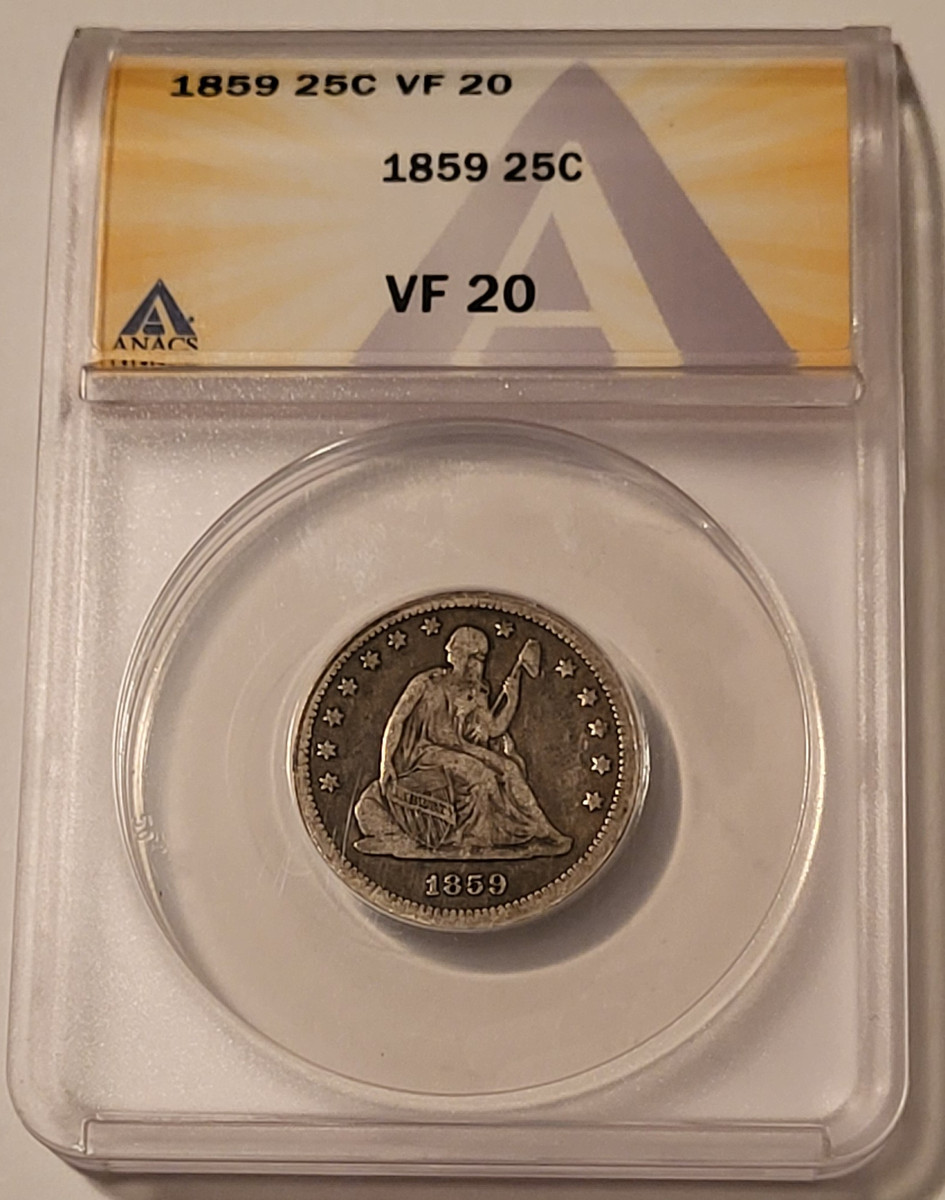 1859 25C VF 20
1859 25C
VF 20
ANACS
LIBERTY
1859